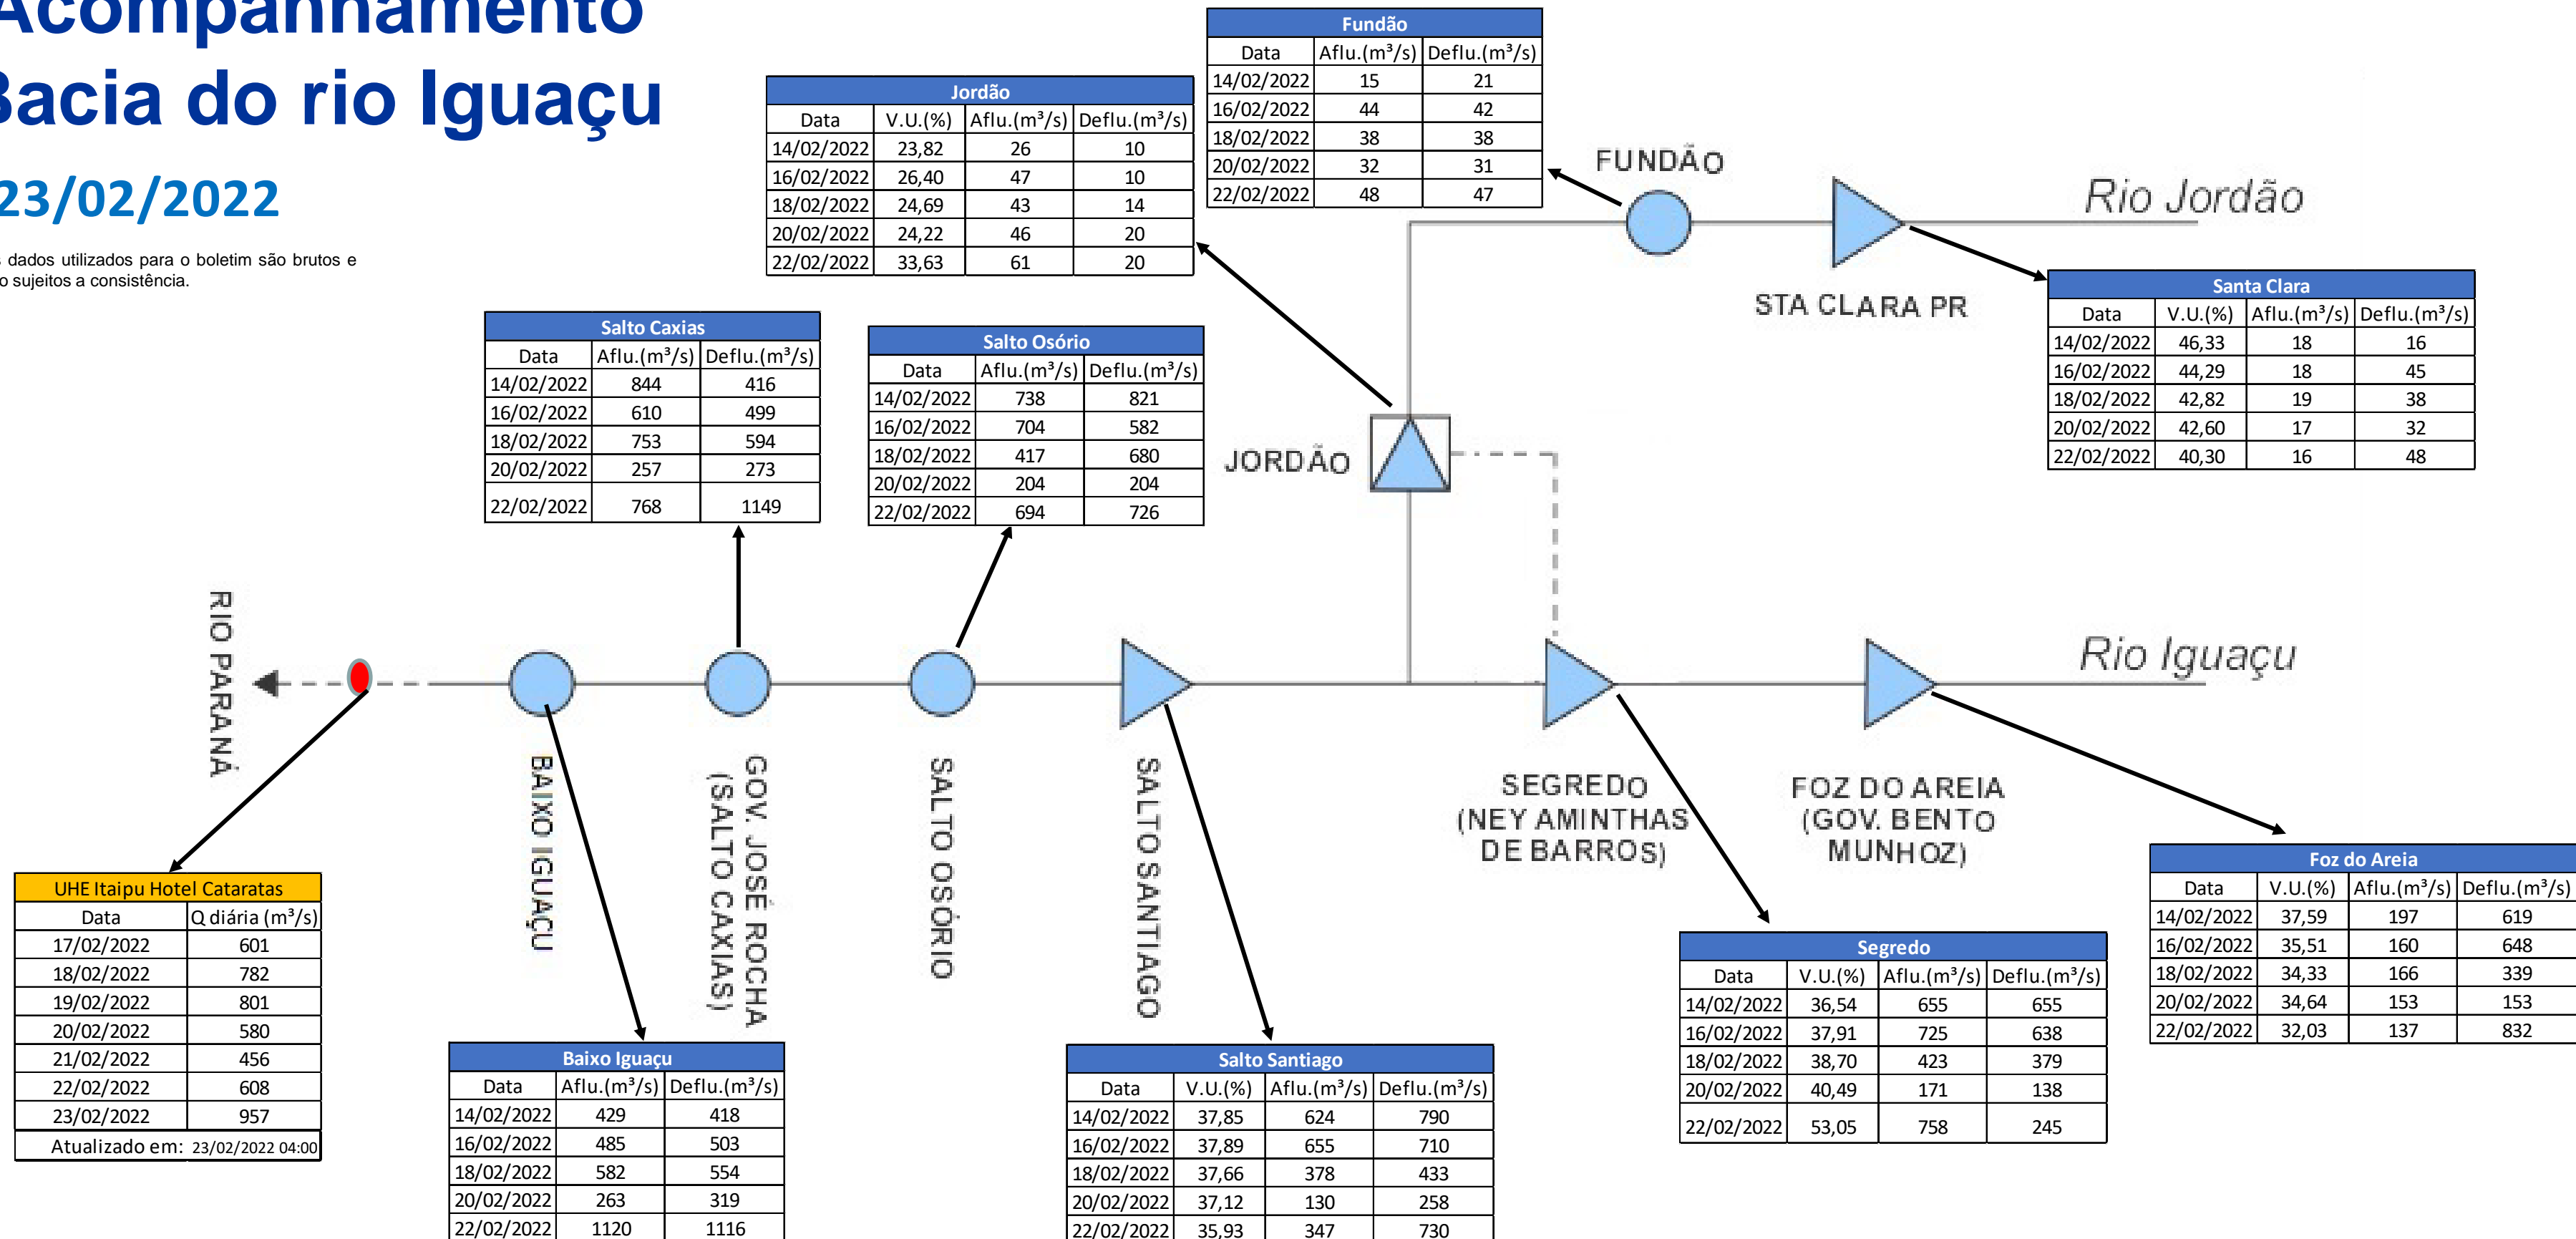 Acompanhamento
Bacia do rio Iguaçu
23/02/2022
dados utilizados para o boletim são brutos e
sujeitos a consistência.
Fundão
Data Aflu.(m³/s) Deflu.(m³/s)
14/02/2022 15 21
16/02/2022 44 42
18/02/2022 38 38
20/02/2022 32 31
22/02/2022 48 47
Jordão
Data V.U.(%) Aflu.(m³/s) Deflu.(m³/s)
14/02/2022 23,82 26 10
16/02/2022 26,40 47 10
18/02/2022 24,69 43 14
20/02/2022 24,22 46 20
22/02/2022 33,63 61 20
FUNDÃO
Rio Jordão
STA CLARA PR
Santa Clara
Data V.U.(%) Aflu.(m³/s) Deflu.(m³/s)
14/02/2022 46,33 18 16
16/02/2022 44,29 18 45
18/02/2022 42,82 19 38
20/02/2022 42,60 17 32
22/02/2022 40,30 16 48
Salto Caxias
Data Aflu.(m³/s) Deflu.(m³/s)
14/02/2022 844 416
16/02/2022 610 499
18/02/2022 753 594
20/02/2022 257 273
22/02/2022 768 1149
Salto Osório
Data Aflu.(m³/s) Deflu.(m³/s)
14/02/2022 738 821
16/02/2022 704 582
18/02/2022 417 680
20/02/2022 204 204
22/02/2022 694 726
JORDÃO
RIO PARANÁ
Rio Iguaçu
BAIXO IGUAÇU
GOV. JOSÉ ROCHA
(SALTO CAXIAS)
SALTO OSÓRIO
SALTO SANTIAGO
SEGREDO
(NEY AMINTHAS
DE BARROS)
FOZ DO AREIA
(GOV. BENTO
MUNHOZ)
UHE Itaipu Hotel Cataratas
Data Q diária (m³/s)
17/02/2022 601
18/02/2022 782
19/02/2022 801
20/02/2022 580
21/02/2022 456
22/02/2022 608
23/02/2022 957
Atualizado em: 23/02/2022 04:00
Baixo Iguaçu
Data Aflu.(m³/s) Deflu.(m³/s)
14/02/2022 429 418
16/02/2022 485 503
18/02/2022 582 554
20/02/2022 263 319
22/02/2022 1120 1116
Salto Santiago
Data V.U.(%) Aflu.(m³/s) Deflu.(m³/s)
14/02/2022 37,85 624 790
16/02/2022 37,89 655 710
18/02/2022 37,66 378 433
20/02/2022 37,12 130 258
22/02/2022 35,93 347 730
Segredo
Data V.U.(%) Aflu.(m³/s) Deflu.(m³/s)
14/02/2022 36,54 655 655
16/02/2022 37,91 725 638
18/02/2022 38,70 423 379
20/02/2022 40,49 171 138
22/02/2022 53,05 758 245
Foz do Areia
Data V.U.(%) Aflu.(m³/s) Deflu.(m³/s)
14/02/2022 37,59 197 619
16/02/2022 35,51 160 648
18/02/2022 34,33 166 339
20/02/2022 34,64 153 153
22/02/2022 32,03 137 832